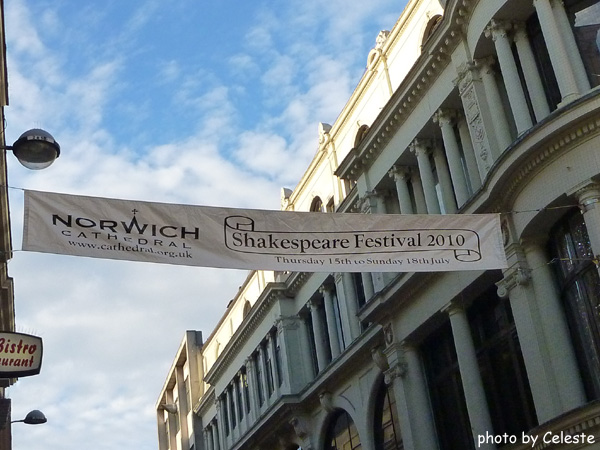 NORWICH
CATHEDRAL
www.cathedral.org.uk
Shakespeare Festival 2010
Thursday 15th to Sunday 18th July
Bistro
urant
photo by Celeste